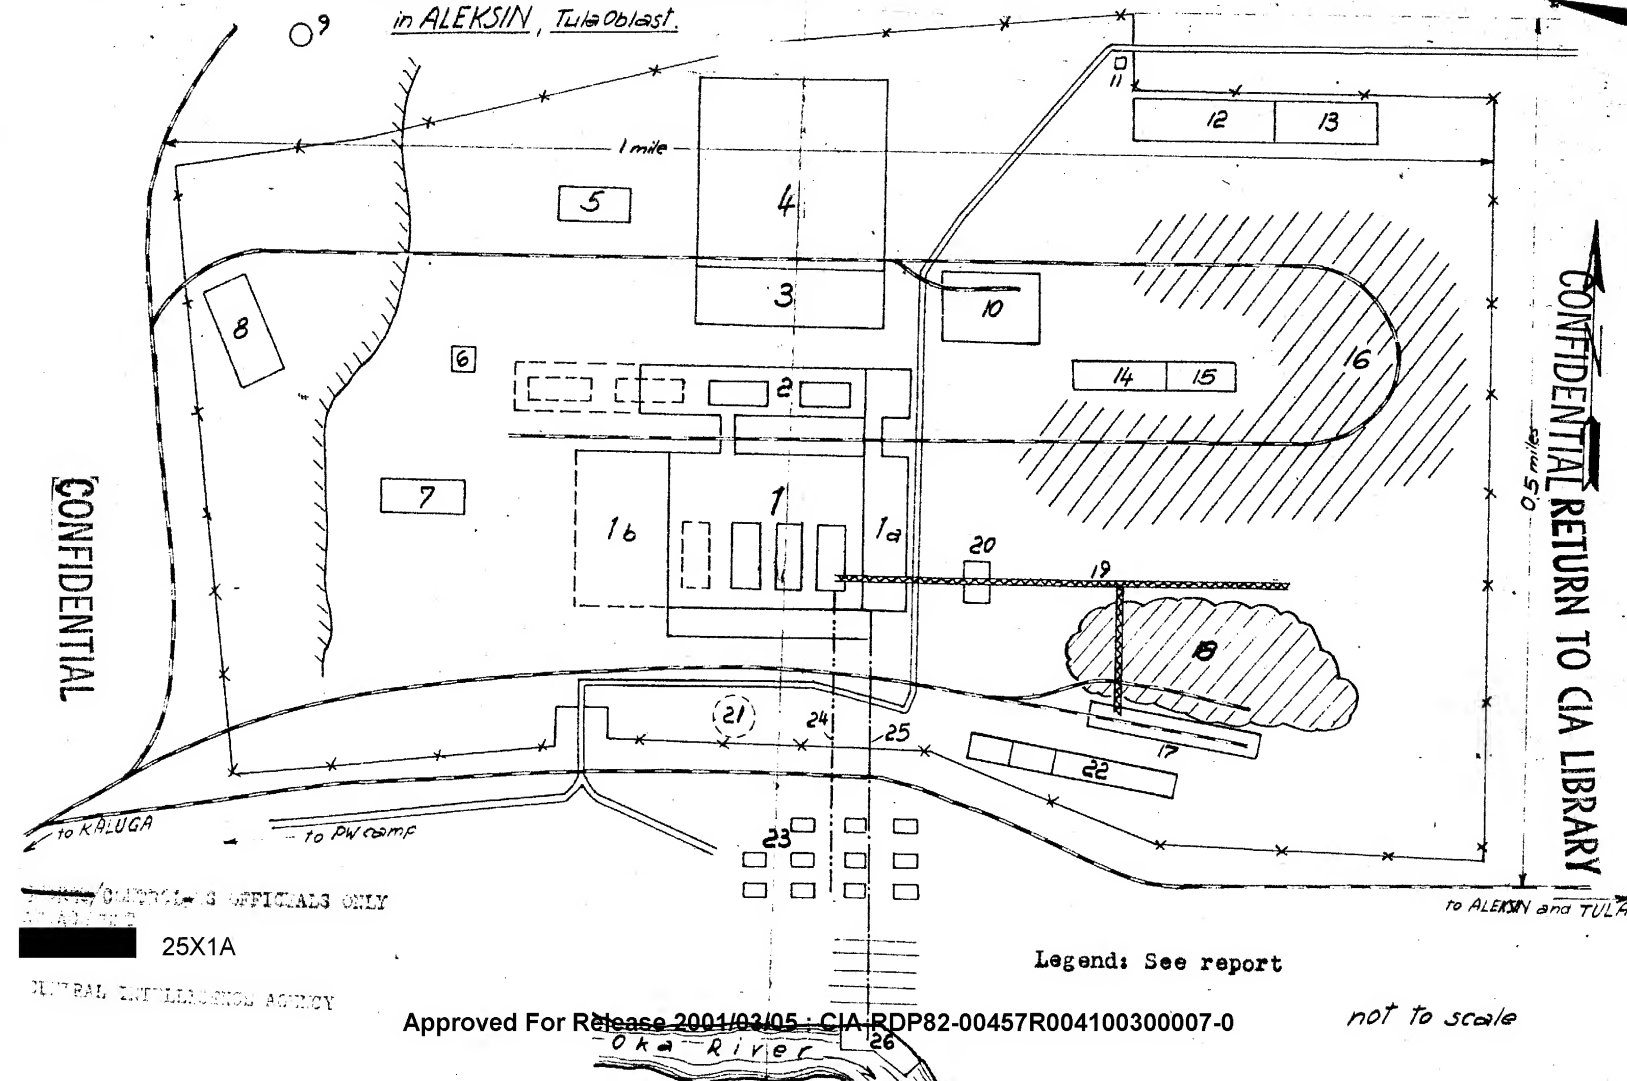 9
in ALEKSIN, Tula Oblast.
11
12 13
1 mile
5
4
3
10
8
6
2
14 15
16
7
1
1b
1a
20
19
18
21
24
25
17
22
23
26
0.5 miles
CONFIDENTIAL
CONFIDENTIAL
RETURN TO CIA LIBRARY
to KALUGA
to PW camp
to ALEKSIN and TULA
OFFICIALS ONLY
25X1A
Legend: See report
CENTRAL INTELLIGENCE AGENCY
Approved For Release 2001/03/05 : CIA-RDP82-00457R004100300007-0
not to scale
Oka River